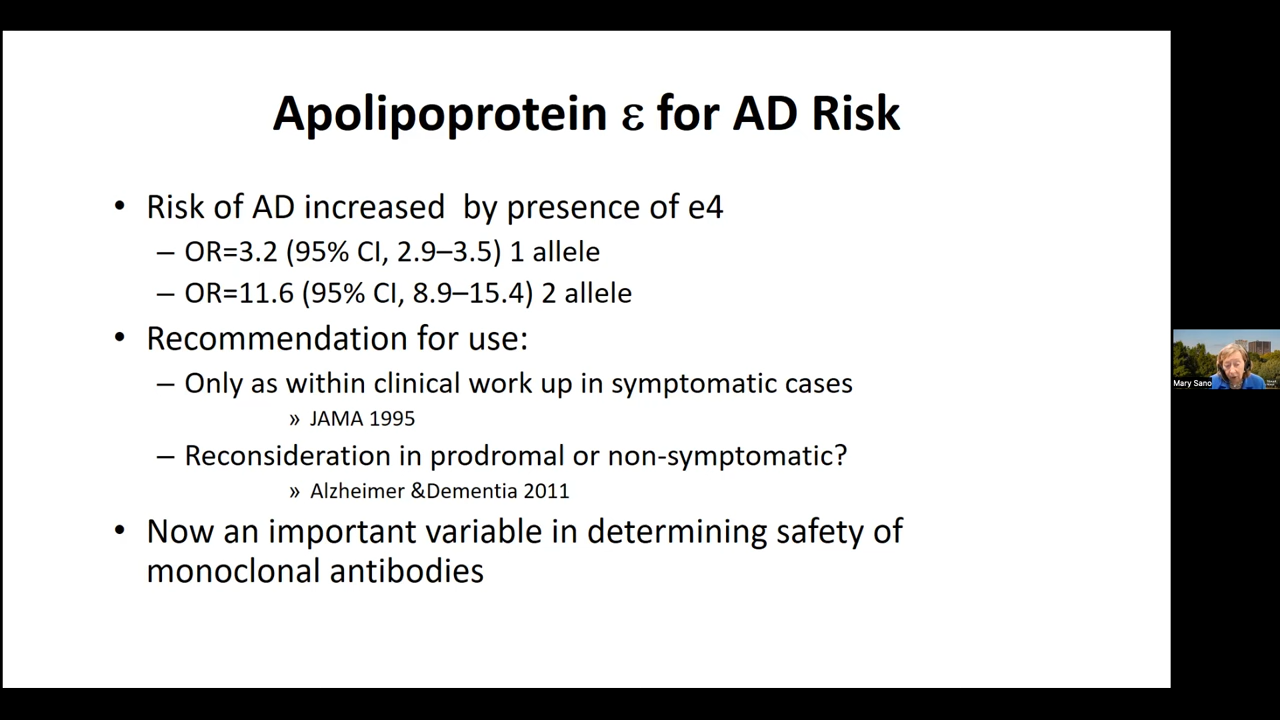 Apolipoprotein ε for AD Risk
• Risk of AD increased by presence of e4
– OR=3.2 (95% CI, 2.9–3.5) 1 allele
– OR=11.6 (95% CI, 8.9–15.4) 2 allele
• Recommendation for use:
– Only as within clinical work up in symptomatic cases
» JAMA 1995
– Reconsideration in prodromal or non-symptomatic?
» Alzheimer &Dementia 2011
• Now an important variable in determining safety of
monoclonal antibodies
Mary Sano